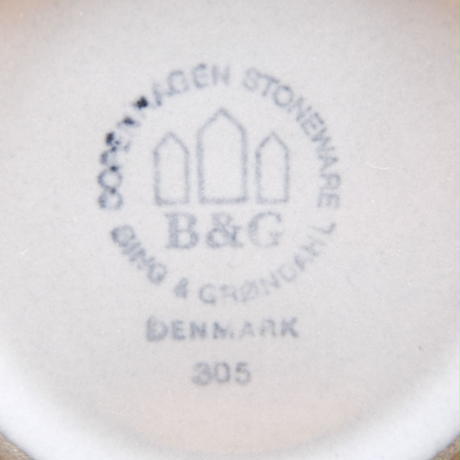 COPENHAGEN STONEWARE
B&G
BING & GRØNDAHL
DENMARK
305